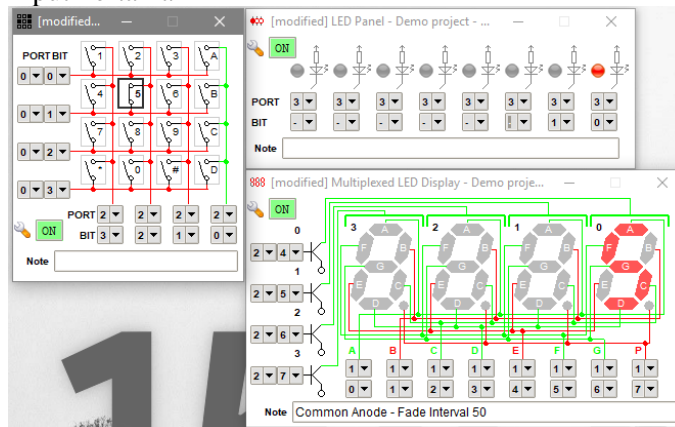 [modified...
[modified] LED Panel - Demo project - ...
ON
PORT BIT
1 2 3 A
0 0
4 5 6 B
0 1
7 8 9 C
0 2
* 0 # D
0 3
PORT 2 2 2 2
ON
BIT 3 2 1 0
Note
PORT 3 3 3 3 3 3 3 3
BIT - - - - - 1 0
Note
888 [modified] Multiplexed LED Display - Demo proje...
ON
3 2 1 0
0
2 4
1
2 5
2
2 6
3
2 7
A B C D E F G
A B C D E F G
A B C D E F G
A B C D E F G
A B C D E F G P
1 1 1 1 1 1 1 1
0 1 2 3 4 5 6 7
Note Common Anode - Fade Interval 50
1